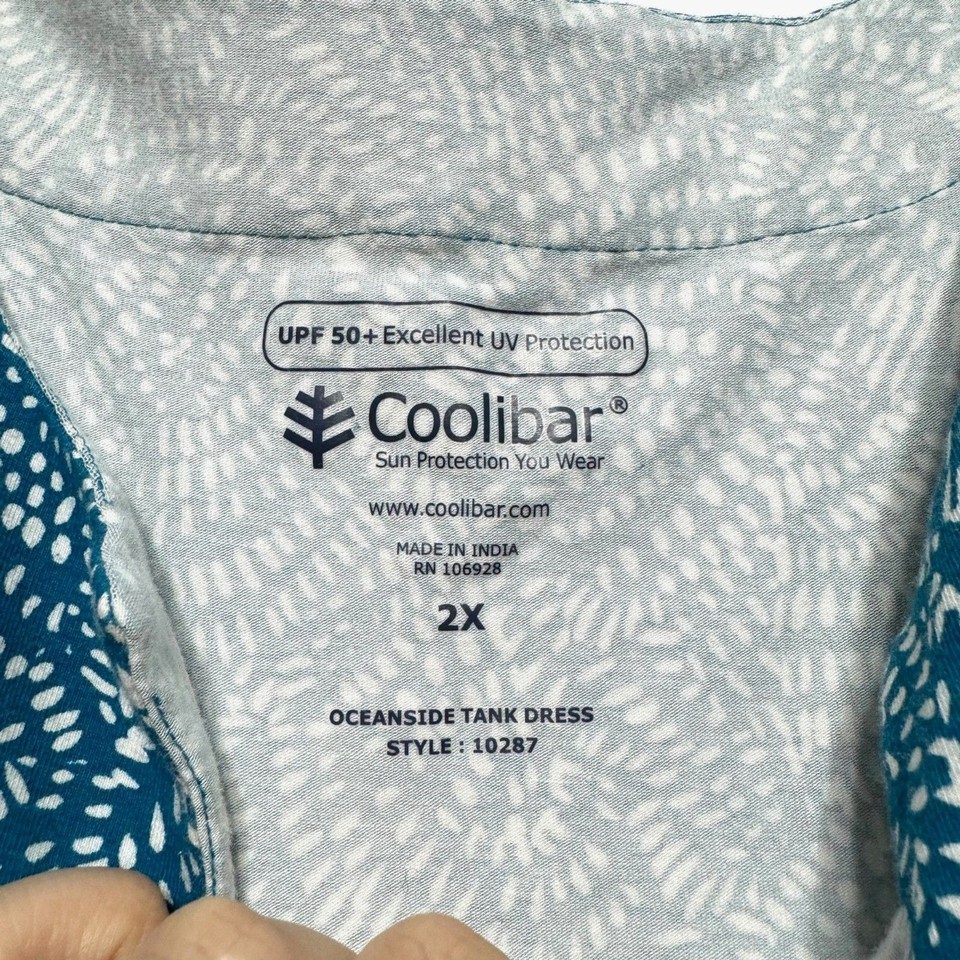 UPF 50+ Excellent UV Protection
Coolibar®
Sun Protection You Wear
www.coolibar.com
MADE IN INDIA
RN 106928
2X
OCEANSIDE TANK DRESS
STYLE : 10287